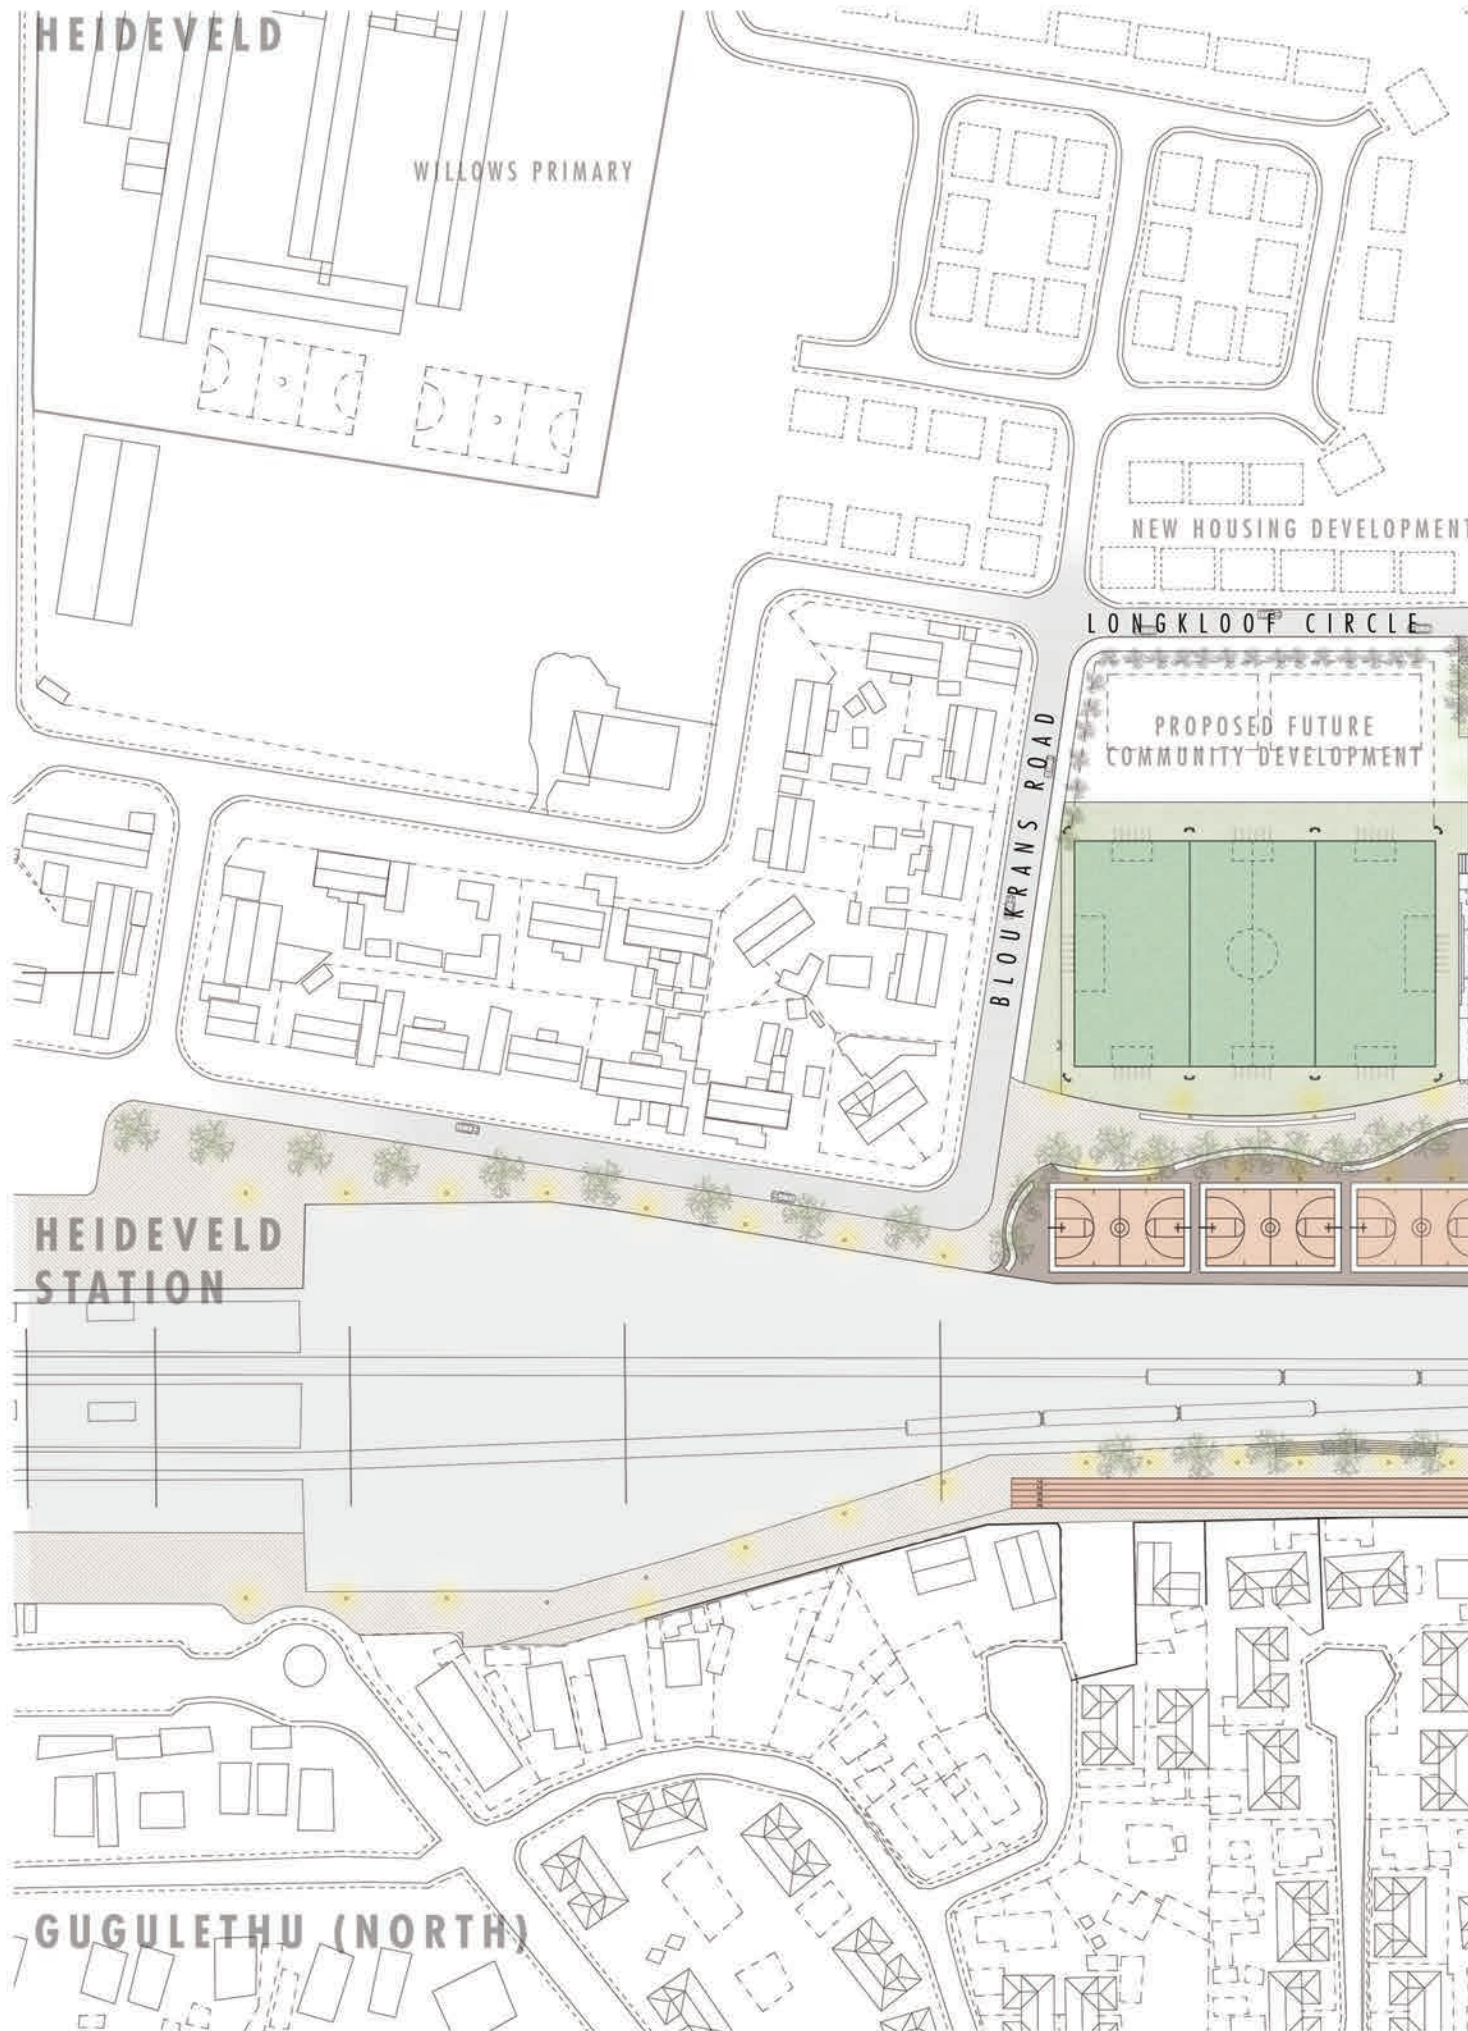 HEIDEVELD
WILLOWS PRIMARY
NEW HOUSING DEVELOPMENT
LONGKLOOF CIRCLE
PROPOSED FUTURE
COMMUNITY DEVELOPMENT
BLOUKRANS ROAD
HEIDEVELD
STATION
GUGULETHU (NORTH)